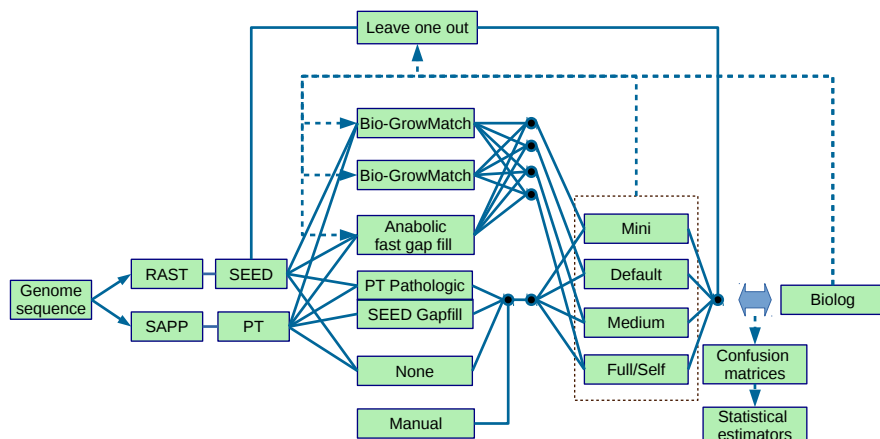 Leave one out
Bio-GrowMatch
Bio-GrowMatch
Anabolic
fast gap fill
Mini
Genome
sequence
RAST
SEED
PT Pathologic
Default
Biolog
SAPP
PT
SEED Gapfill
Medium
None
Full/Self
Confusion
matrices
Manual
Statistical
estimators